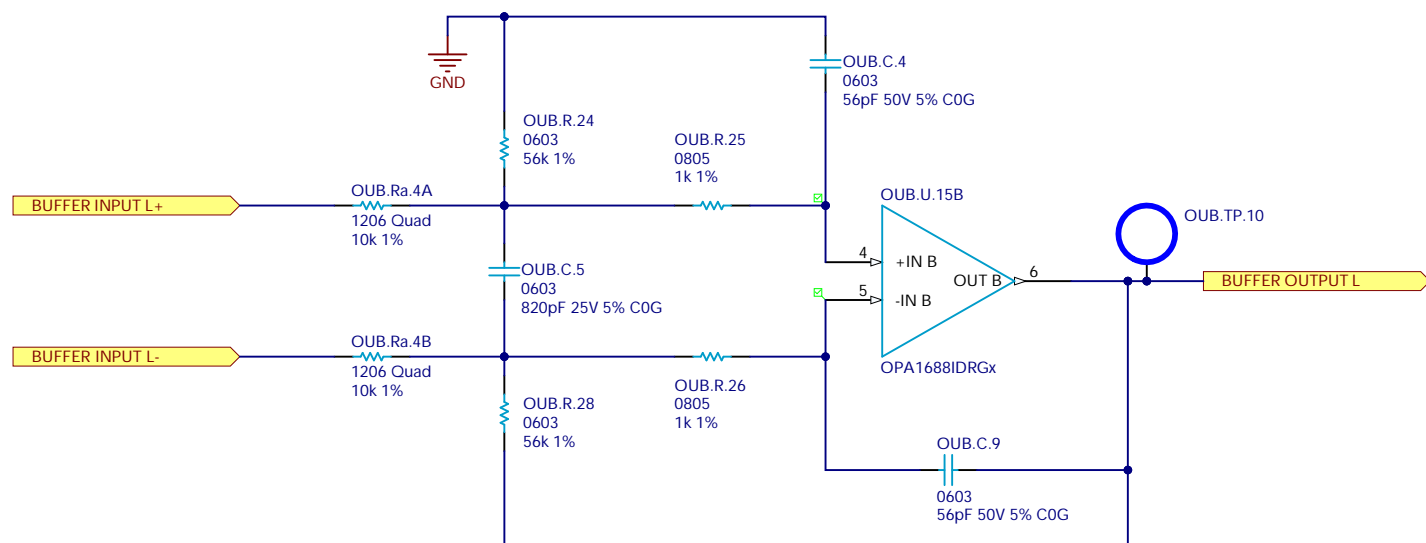 GND
OUB.C.4
0603
56pF 50V 5% C0G
OUB.R.24
0603
56k 1%
OUB.R.25
0805
1k 1%
BUFFER INPUT L+
OUB.Ra.4A
1206 Quad
10k 1%
OUB.U.15B
OUB.TP.10
4
+IN B
5
-IN B
OUT B
6
BUFFER OUTPUT L
OUB.C.5
0603
820pF 25V 5% C0G
BUFFER INPUT L-
OUB.Ra.4B
1206 Quad
10k 1%
OPA1688IDRGx
OUB.R.26
0805
1k 1%
OUB.R.28
0603
56k 1%
OUB.C.9
0603
56pF 50V 5% C0G